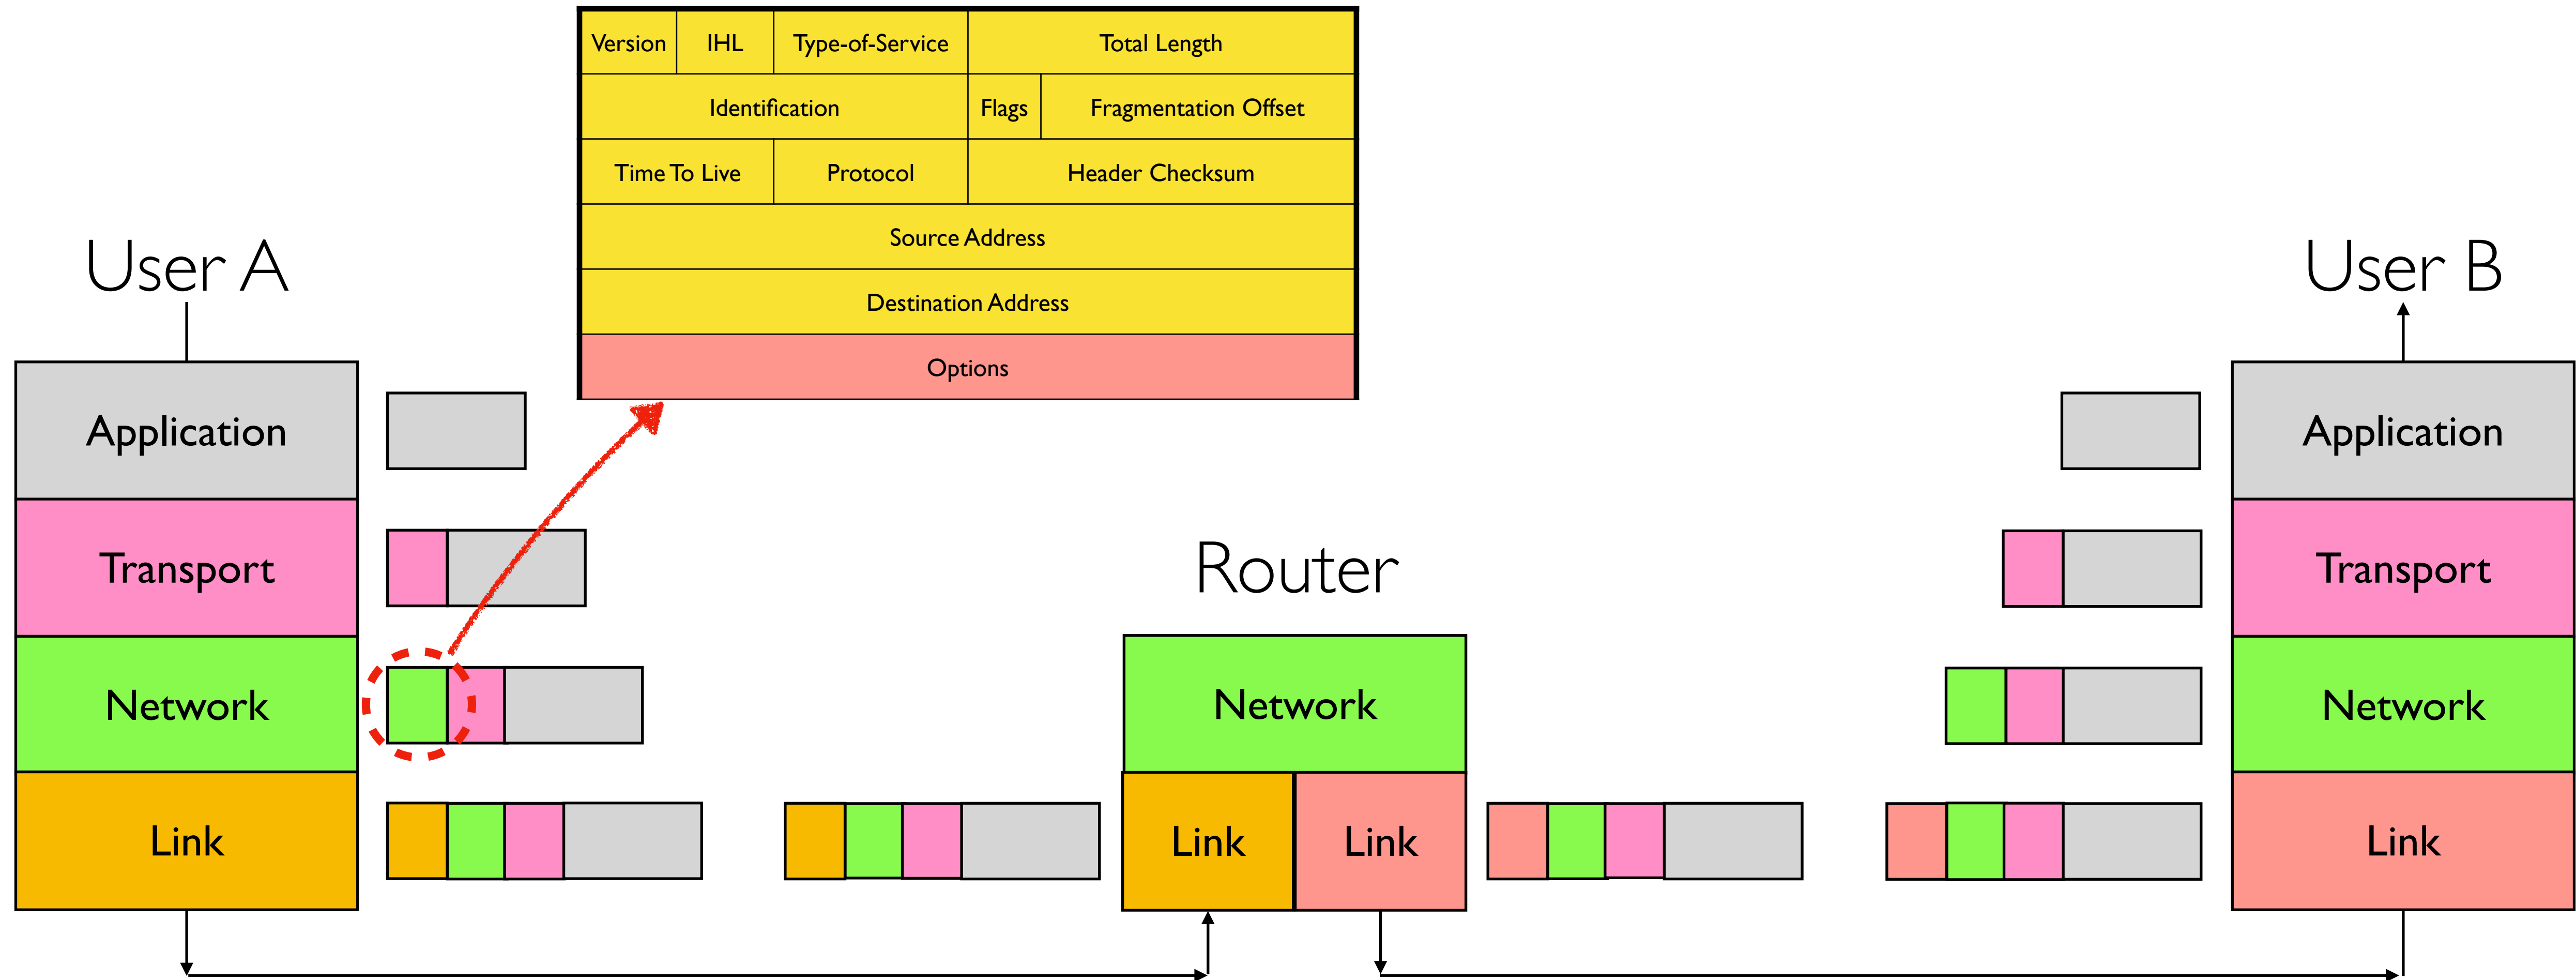 Version IHL Type-of-Service Total Length
Identification Flags Fragmentation Offset
Time To Live Protocol Header Checksum
Source Address
Destination Address
Options
User A
Application
Transport
Network
Link
Router
Network
Link Link
User B
Application
Transport
Network
Link